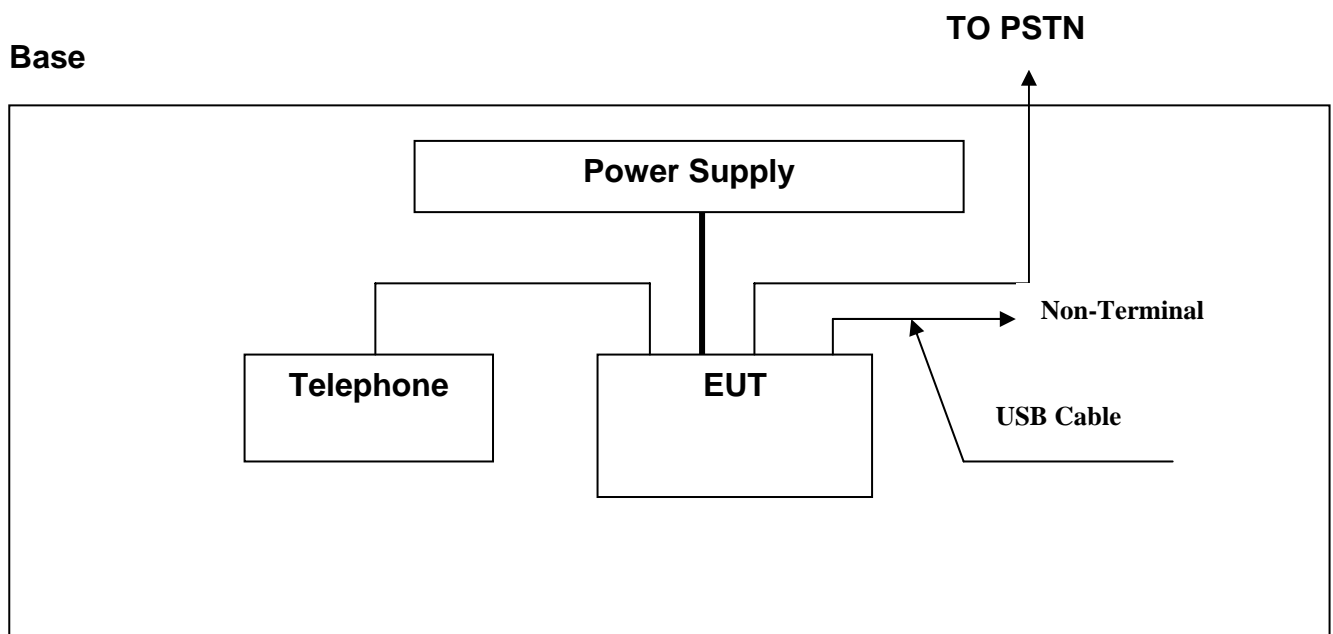 TO PSTN
Base
Power Supply
Non-Terminal
Telephone
EUT
USB Cable